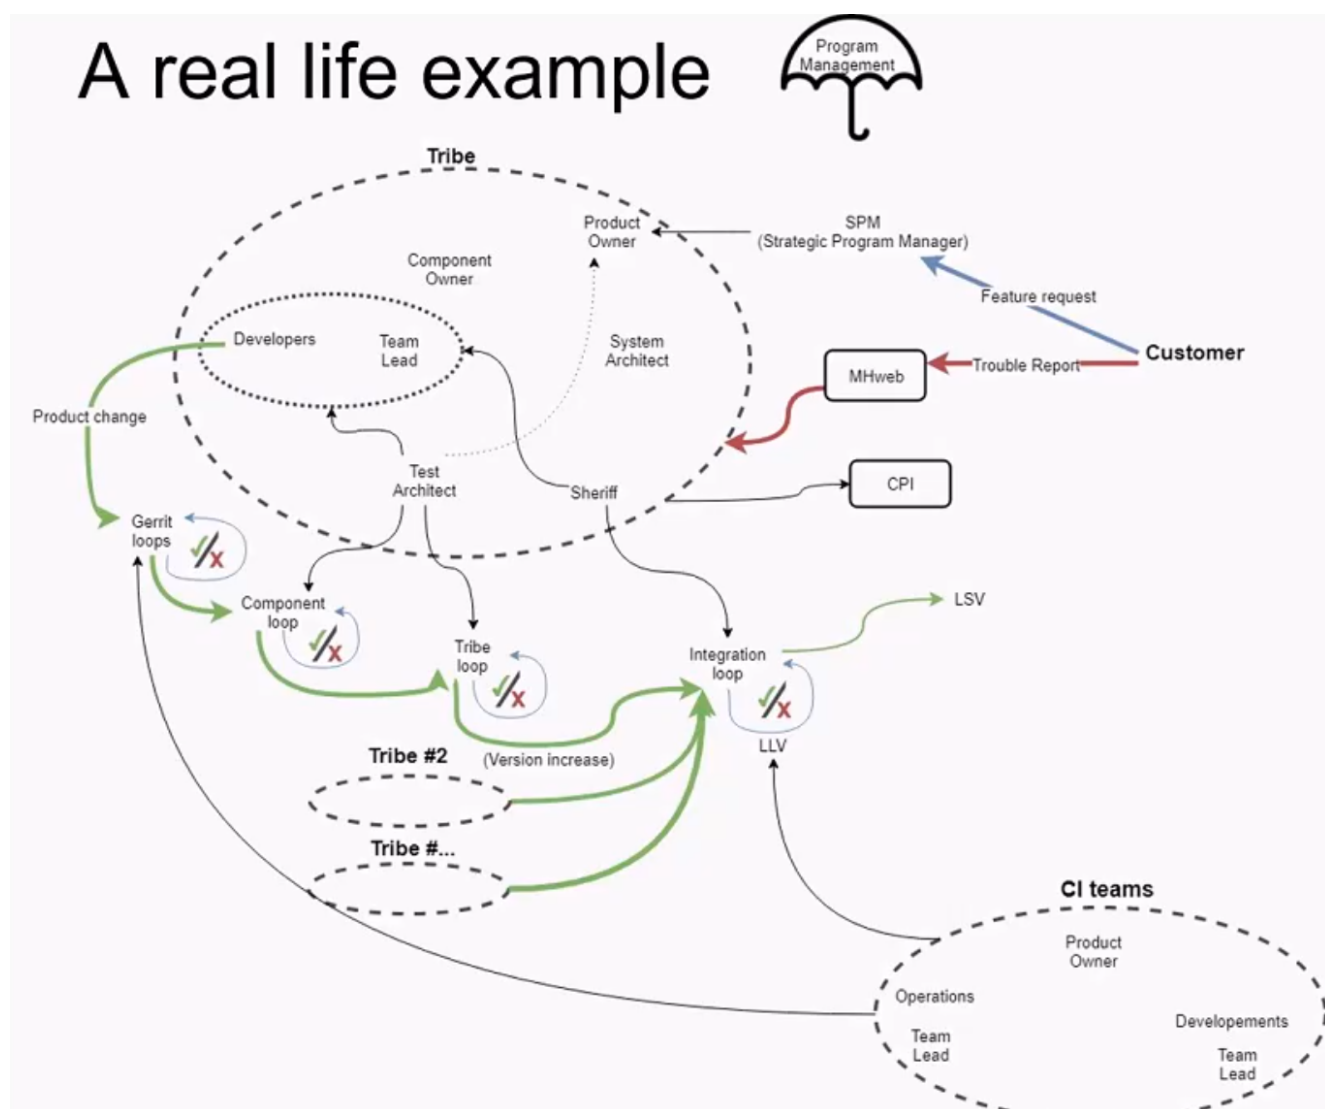 A real life example
Program
Management
Tribe
Product
Owner
SPM
(Strategic Program Manager)
Component
Owner
Feature request
Developers
Team
Lead
System
Architect
Customer
MHweb
Trouble Report
Product change
Test
Architect
Sheriff
CPI
Gerrit
loops
X
Component
loop
X
LSV
Tribe
loop
X
Integration
loop
X
LLV
Tribe #2
(Version increase)
Tribe #...
CI teams
Product
Owner
Operations
Team
Lead
Developements
Team
Lead